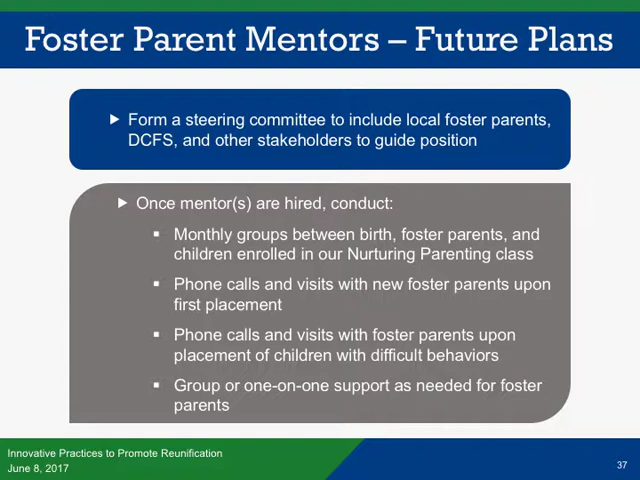 Foster Parent Mentors – Future Plans
▶ Form a steering committee to include local foster parents,
DCFS, and other stakeholders to guide position
▶ Once mentor(s) are hired, conduct:
▪ Monthly groups between birth, foster parents, and
children enrolled in our Nurturing Parenting class
▪ Phone calls and visits with new foster parents upon
first placement
▪ Phone calls and visits with foster parents upon
placement of children with difficult behaviors
▪ Group or one-on-one support as needed for foster
parents
Innovative Practices to Promote Reunification
June 8, 2017
37